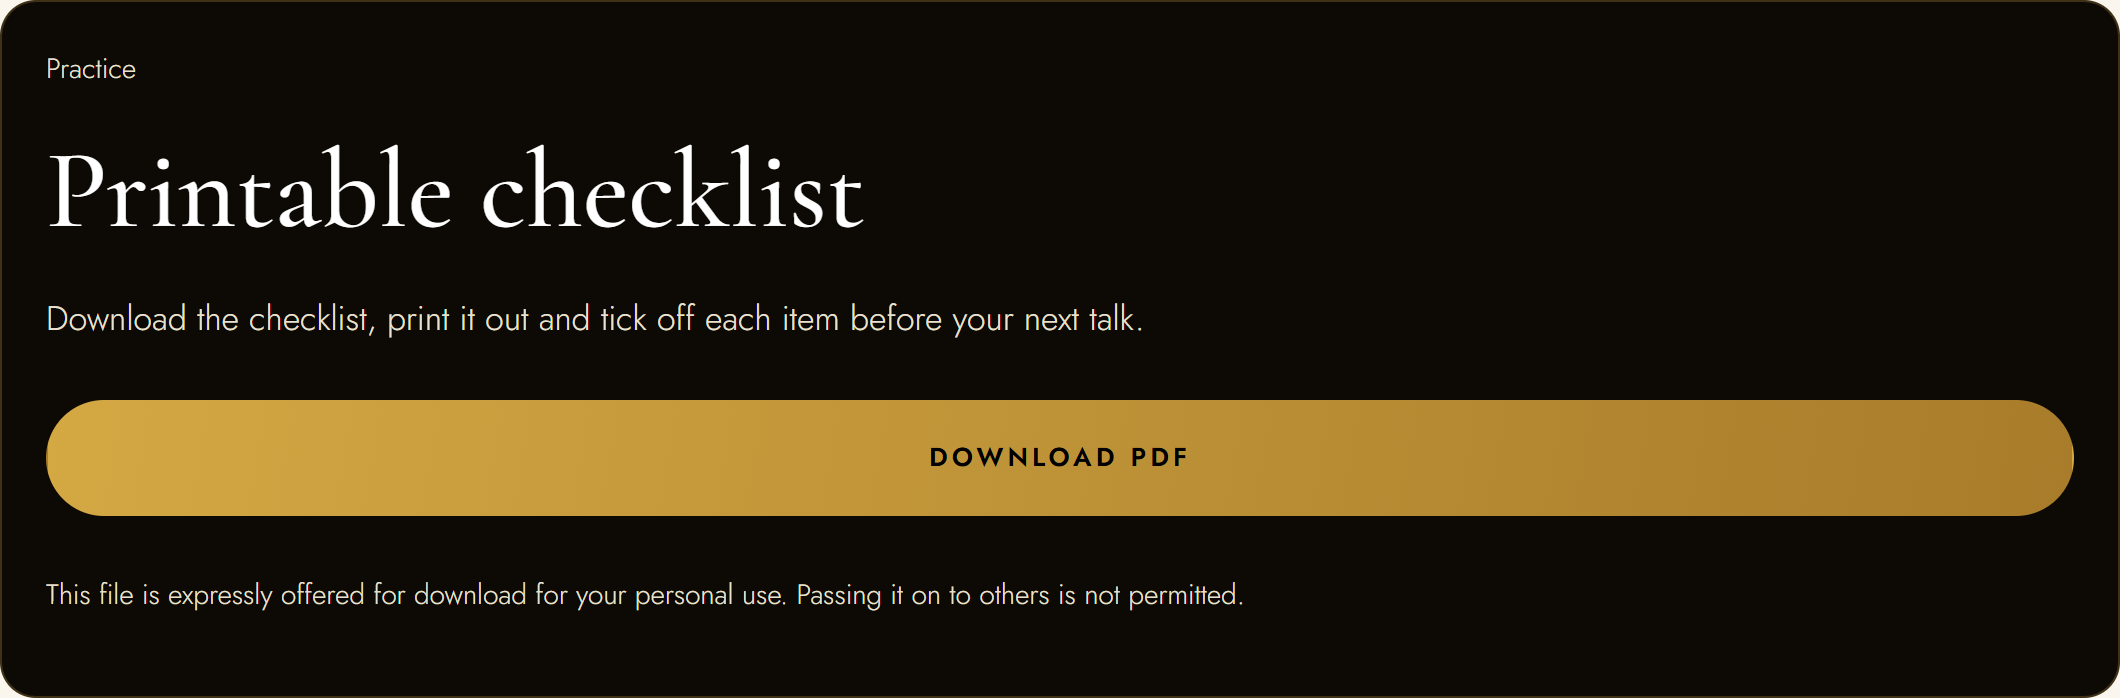 Practice
Printable checklist
Download the checklist, print it out and tick off each item before your next talk.
DOWNLOAD PDF
This file is expressly offered for download for your personal use. Passing it on to others is not permitted.